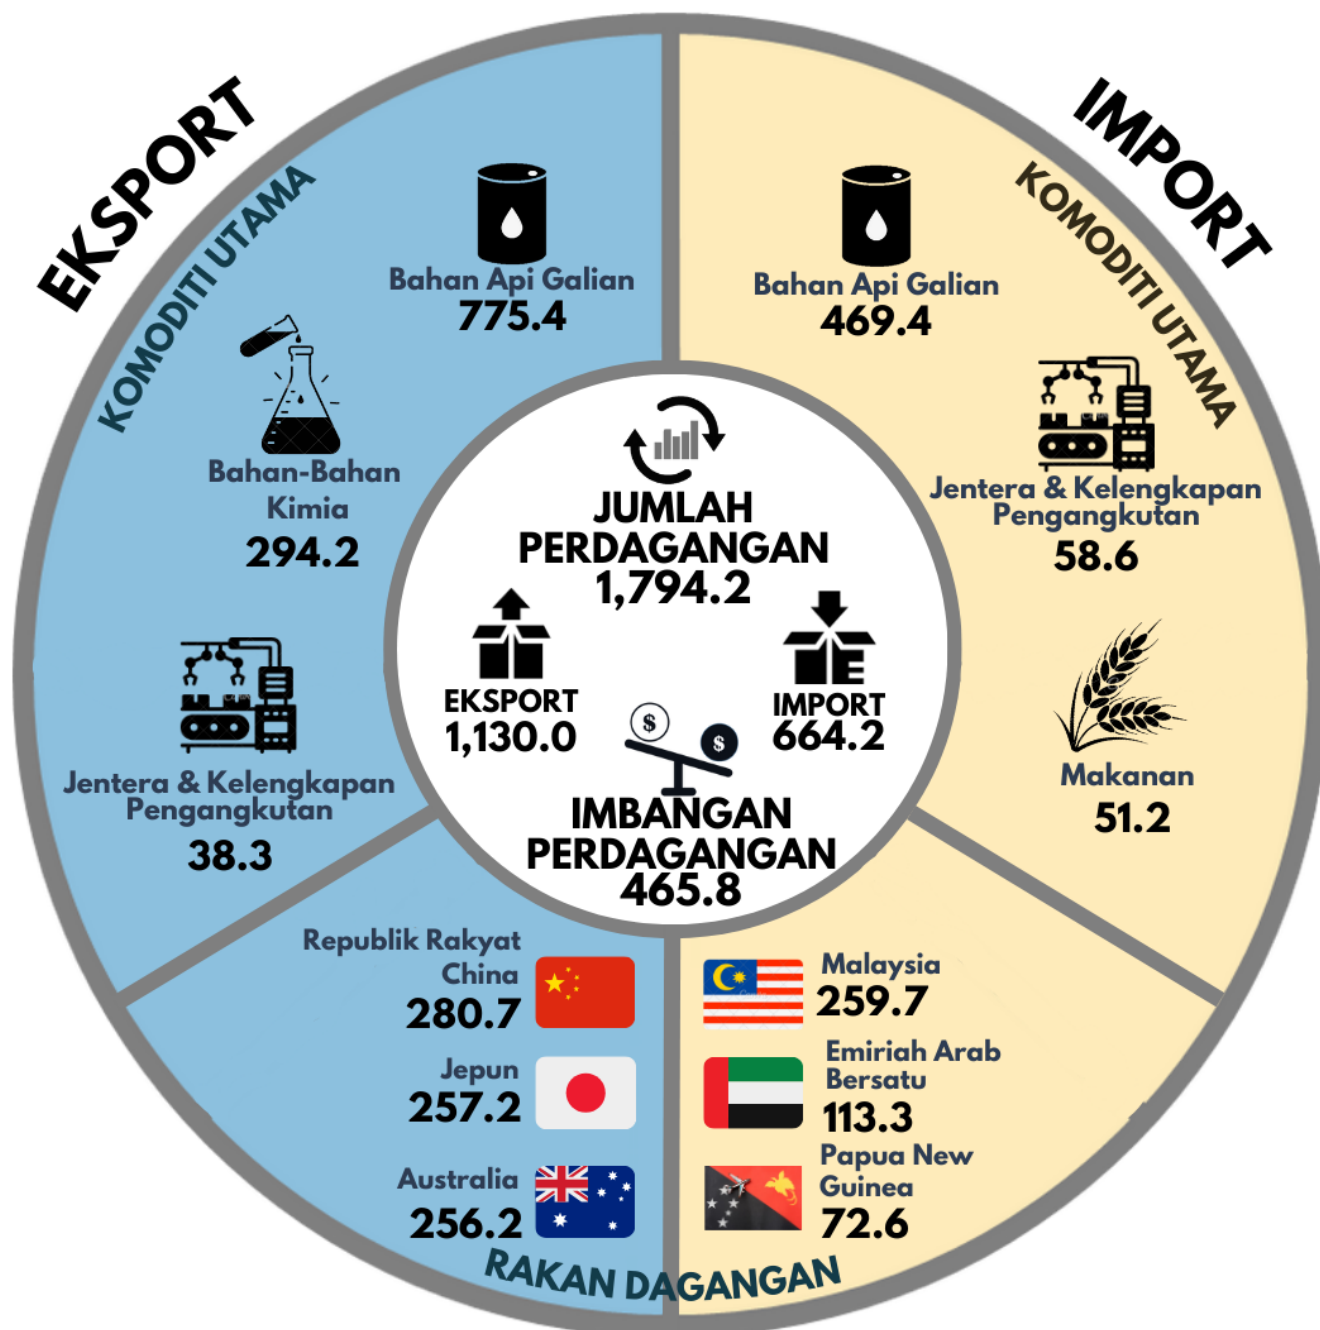 EKSPORT
KOMODITI UTAMA
Bahan Api Galian
775.4
Bahan-Bahan
Kimia
294.2
Jentera & Kelengkapan
Pengangkutan
38.3
IMPORT
KOMODITI UTAMA
Bahan Api Galian
469.4
Jentera & Kelengkapan
Pengangkutan
58.6
Makanan
51.2
JUMLAH
PERDAGANGAN
1,794.2
EKSPORT
1,130.0
IMPORT
664.2
$
$
IMBANGAN
PERDAGANGAN
465.8
Republik Rakyat
China
280.7
Jepun
257.2
Australia
256.2
Malaysia
259.7
Emiriah Arab
Bersatu
113.3
Papua New
Guinea
72.6
RAKAN DAGANGAN